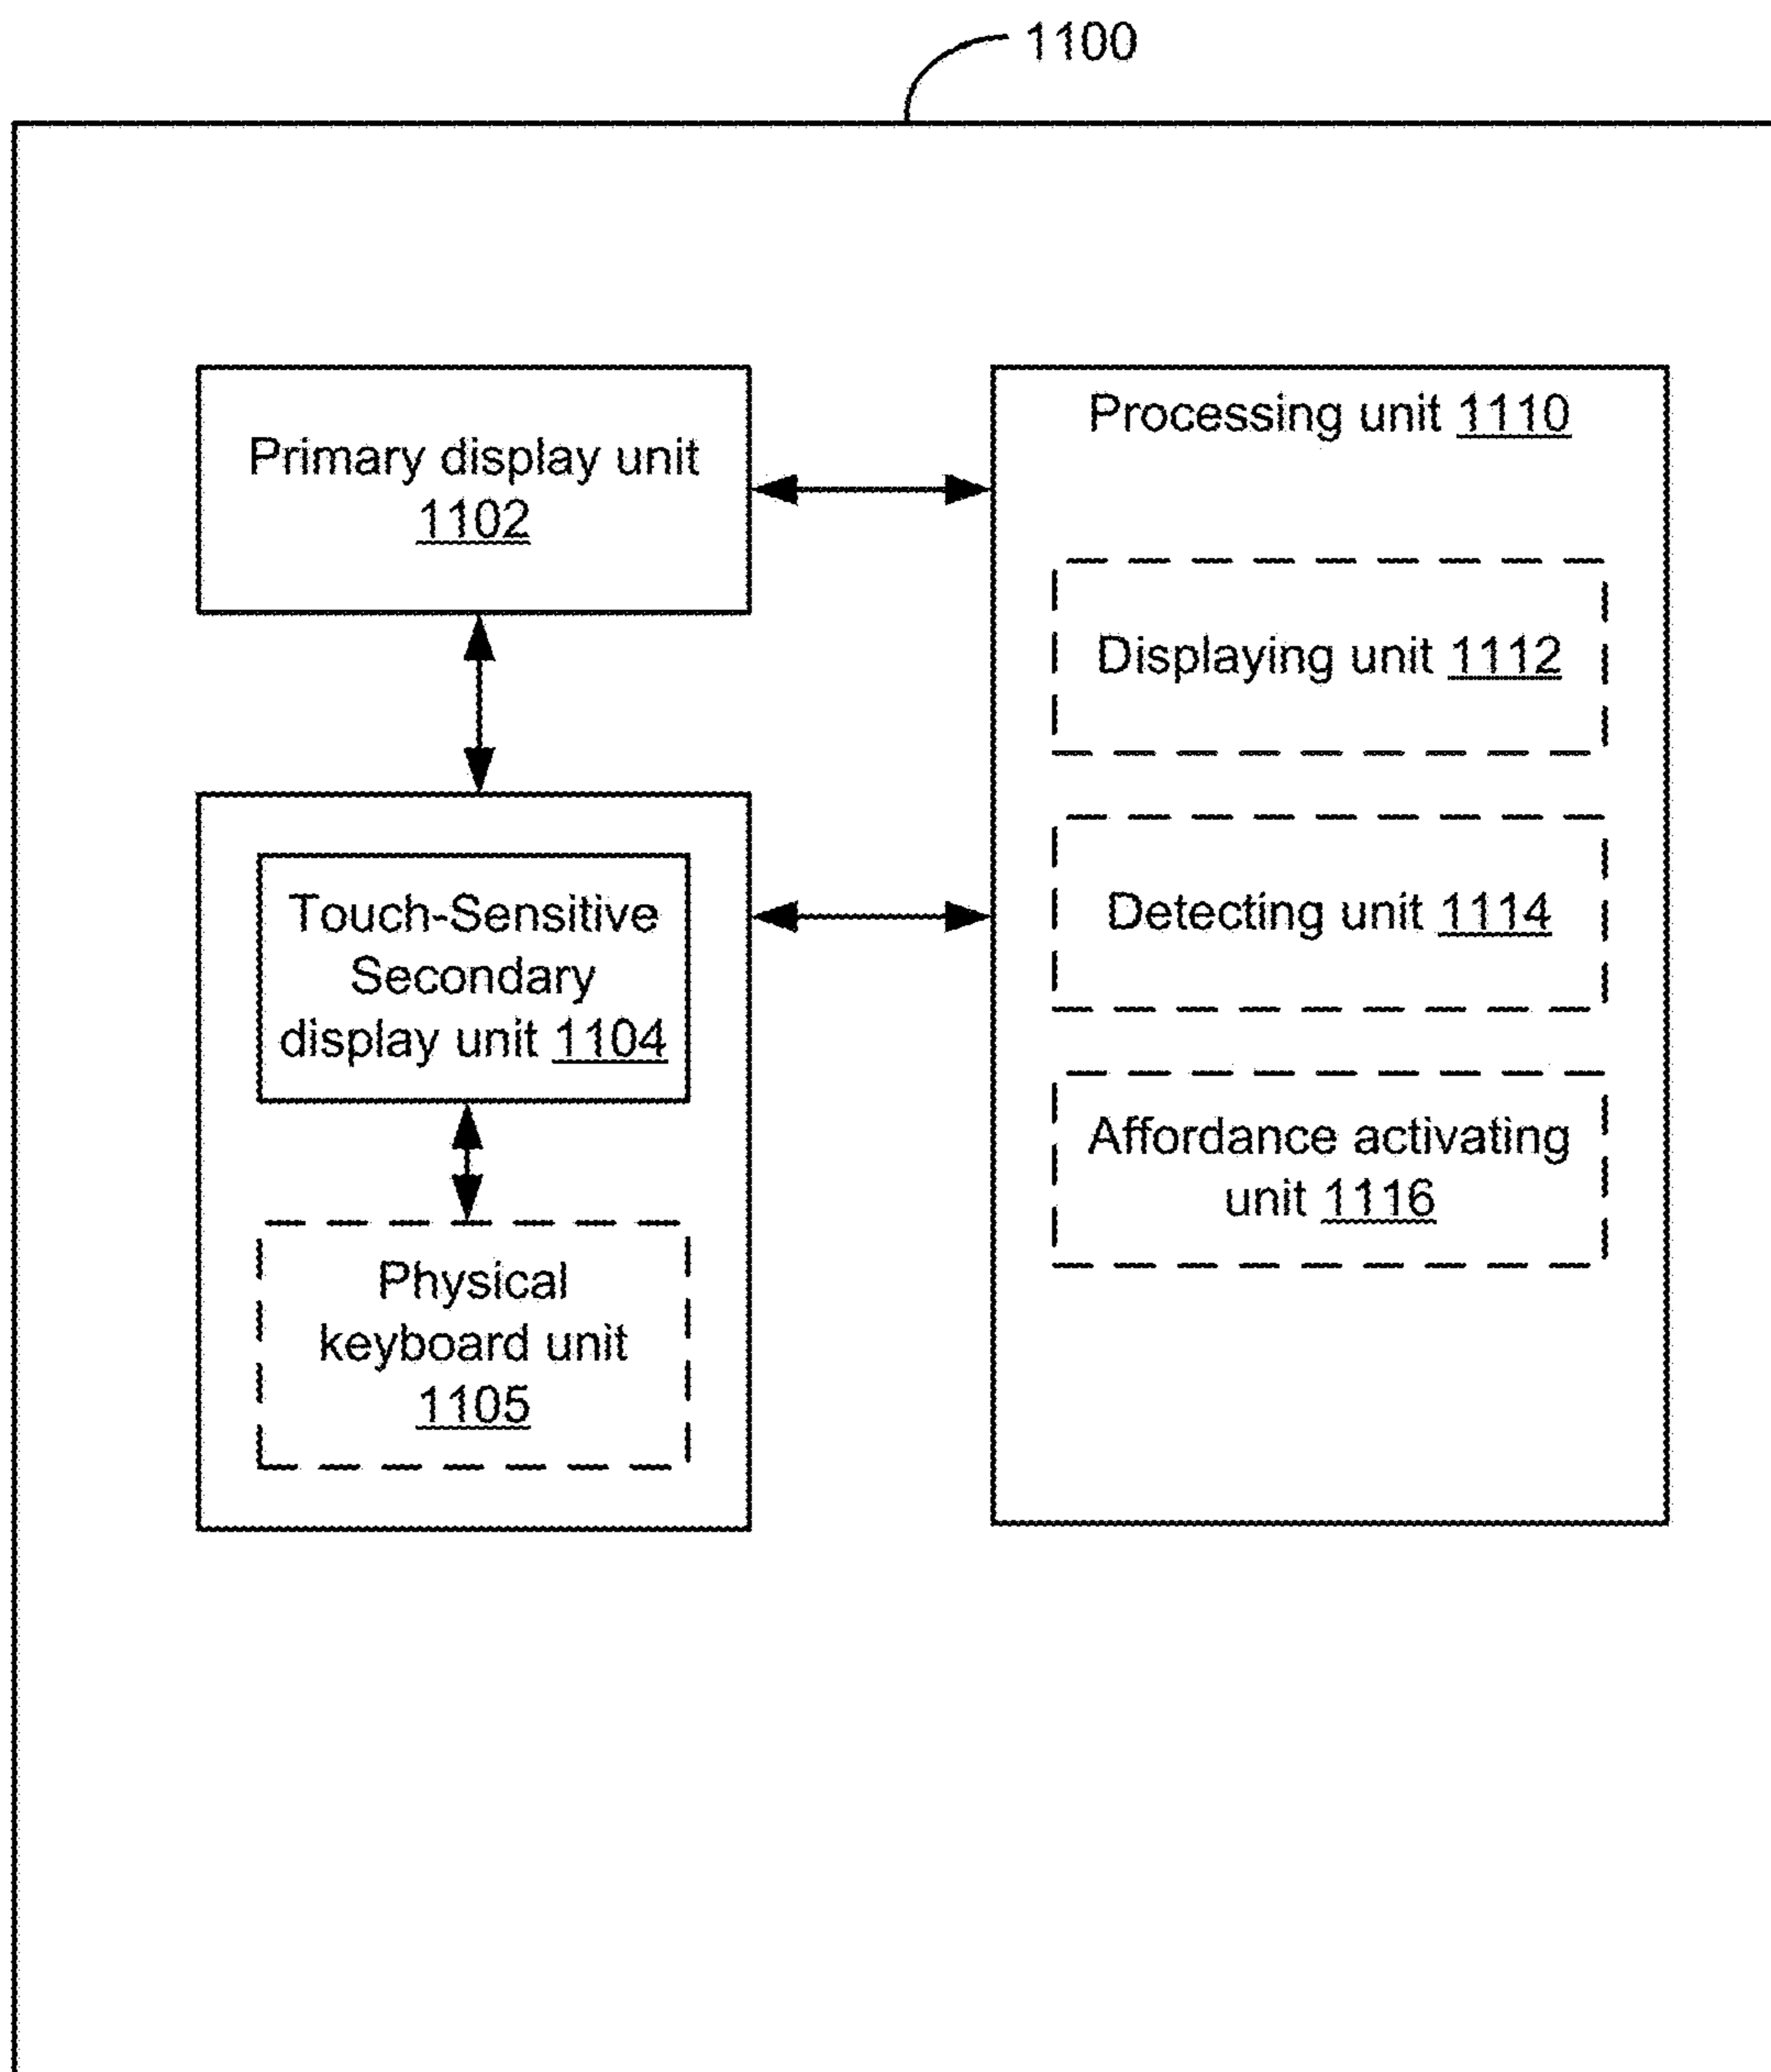 1100
Primary display unit
1102
Touch-Sensitive
Secondary
display unit 1104
Physical
keyboard unit
1105
Processing unit 1110
Displaying unit 1112
Detecting unit 1114
Affordance activating
unit 1116